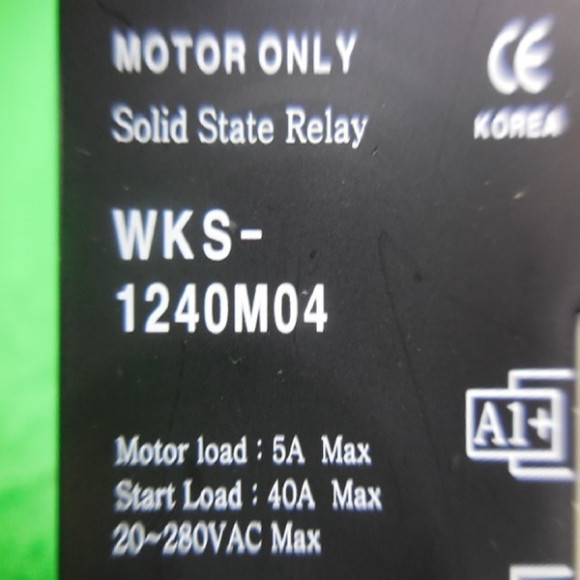 MOTOR ONLY
CE
Solid State Relay
KOREA
WKS-
1240M04
A1+
Motor load : 5A Max
Start Load : 40A Max
20~280VAC Max